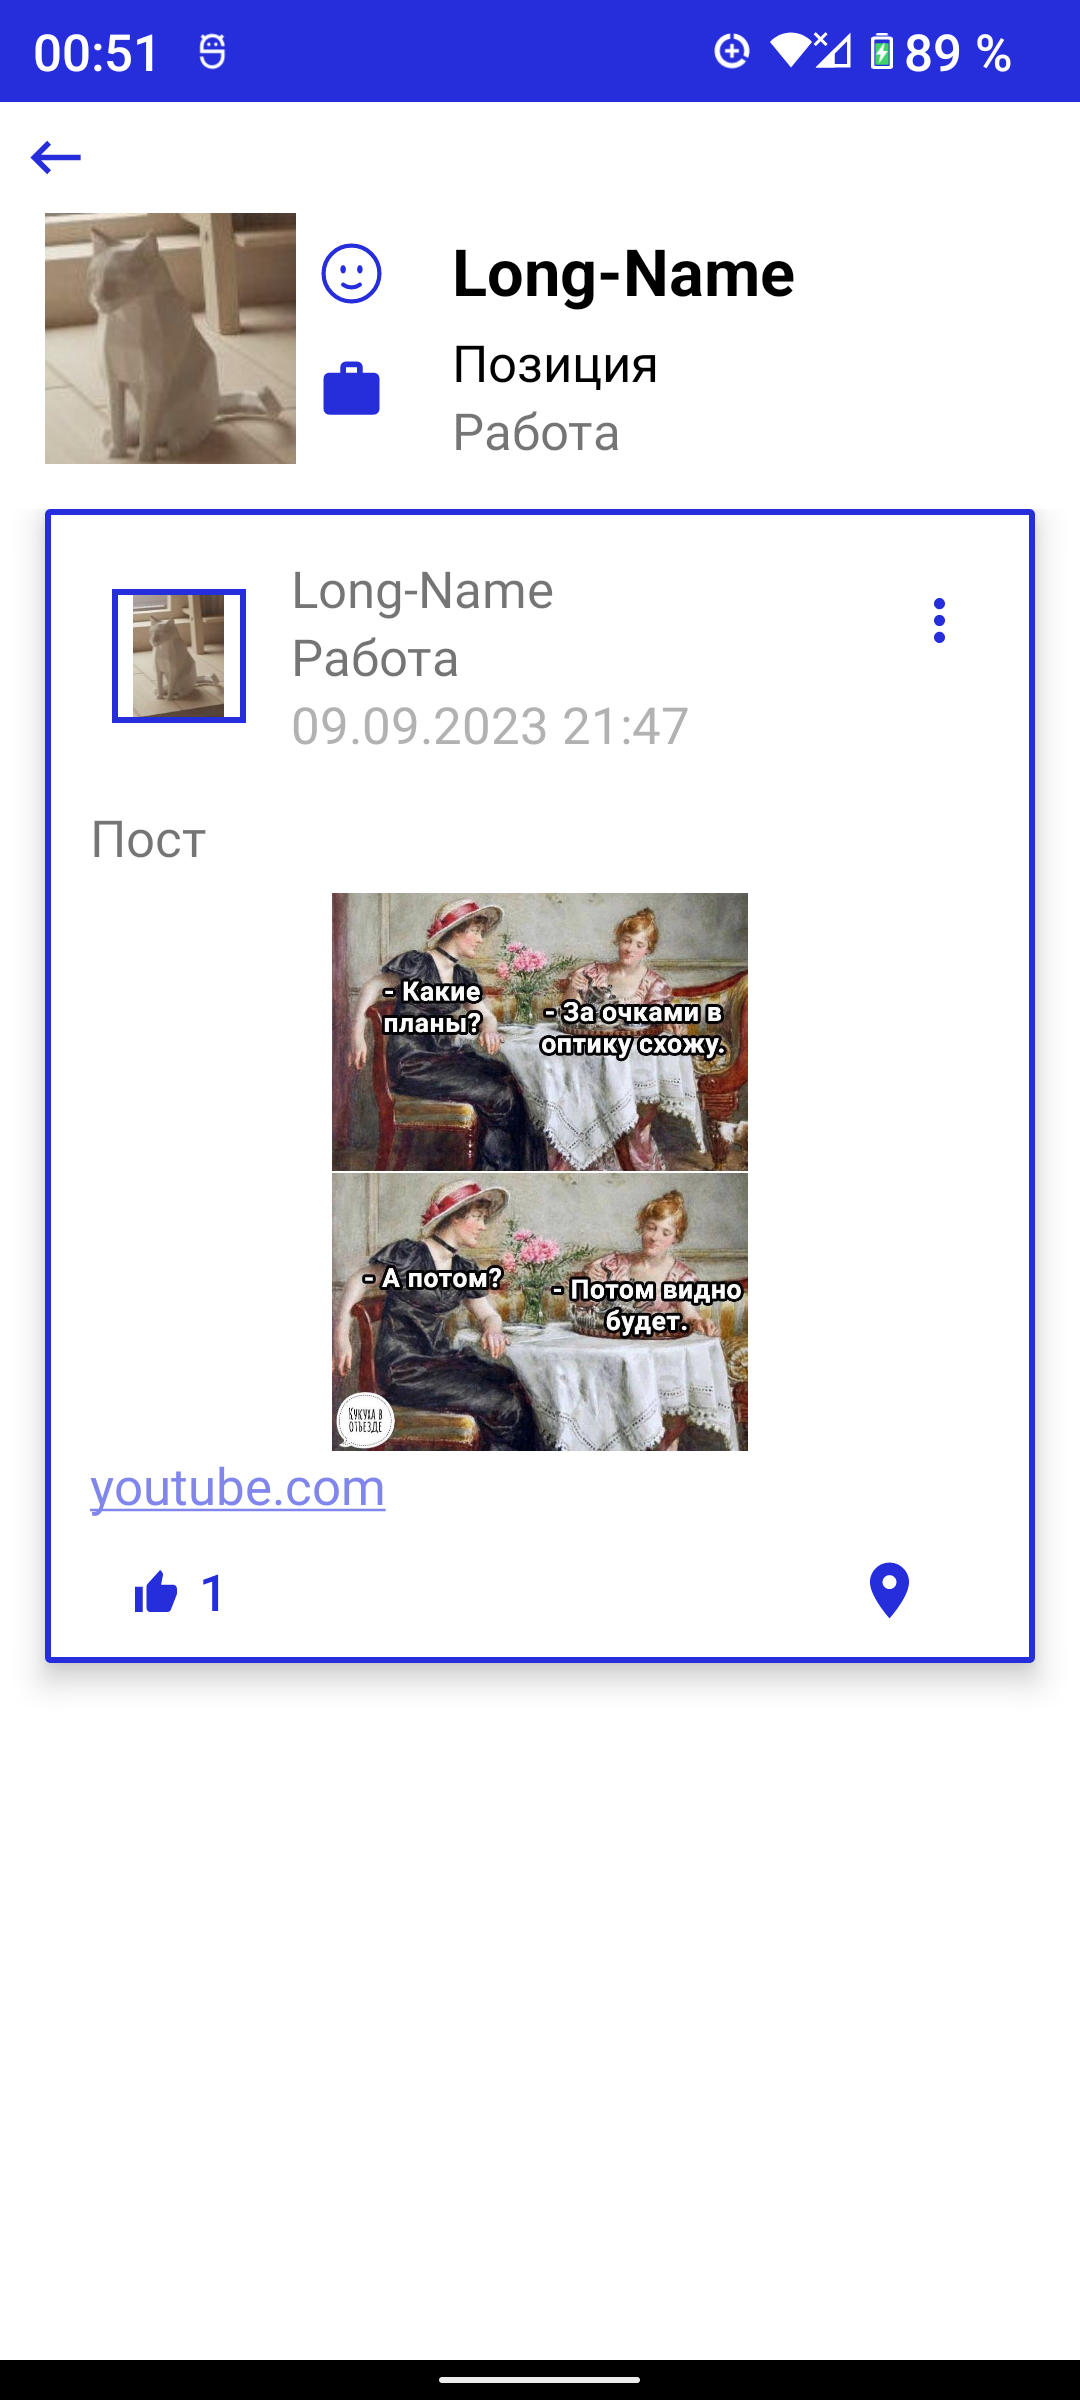 00:51
89 %
Long-Name
Позиция
Работа
Long-Name
Работа
09.09.2023 21:47
Пост
- Какие
планы?
- За очками в
оптику схожу.
- А потом?
- Потом видно
будет.
Кукуха в
отъезде
youtube.com
1